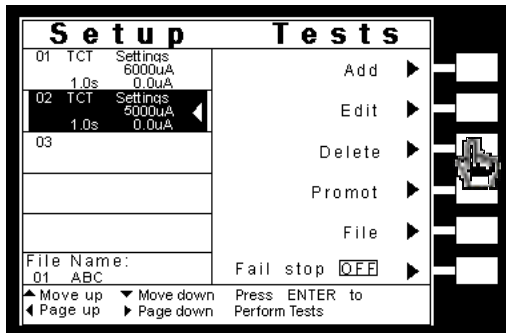 Setup Tests
01 TCT Settings
6000uA
1.0s 0.0uA
Add
02 TCT Settings
5000uA
1.0s 0.0uA
Edit
03
Delete
Promot
File
File Name:
01 ABC
Fail stop OFF
Move up Move down Press ENTER to
Page up Page down Perform Tests